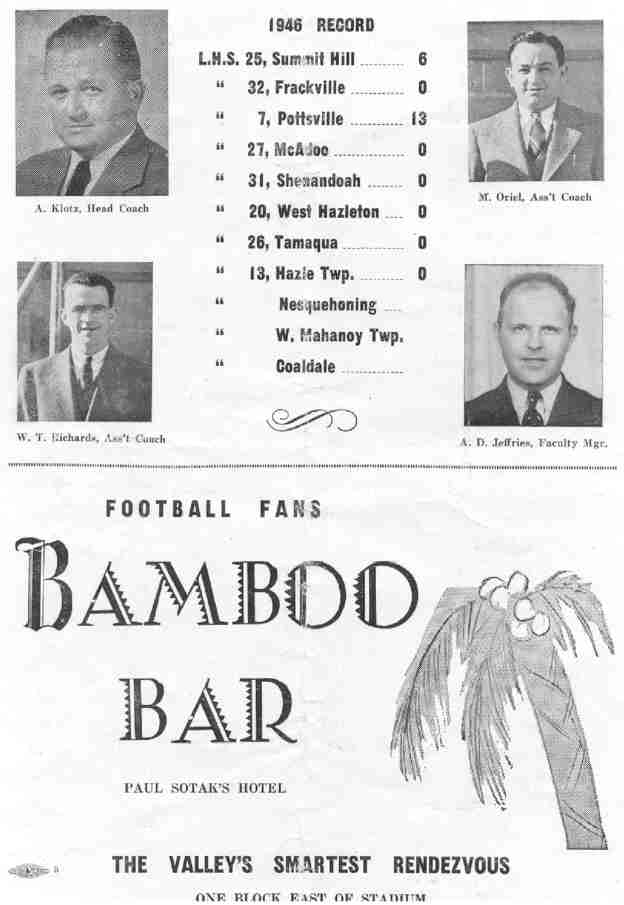 1946 RECORD
L.H.S. 25, Summit Hill .......... 6
" 32, Frackville ............ 0
" 7, Pottsville ............ 13
" 27, McAdoo ................ 0
" 31, Shenandoah ........ 0
" 20, West Hazleton .... 0
" 26, Tamaqua .............. 0
" 13, Hazle Twp. .......... 0
" Nesquehoning ....
" W. Mahanoy Twp.
" Coaldale ..............
A. Klotz, Head Coach
M. Oriel, Ass't Coach
W. T. Richards, Ass't Coach
A. D. Jeffries, Faculty Mgr.
FOOTBALL FANS
BAMBOO
BAR
PAUL SOTAK'S HOTEL
THE VALLEY'S SMARTEST RENDEZVOUS
ONE BLOCK EAST OF STADIUM